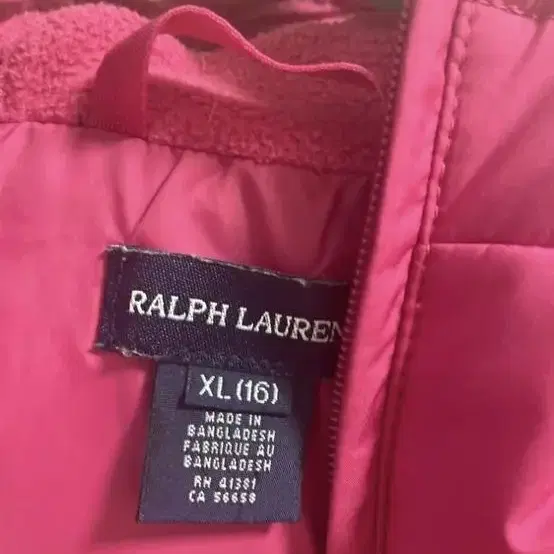 RALPH LAUREN
XL (16)
MADE IN
BANGLADESH
FABRIQUE AU
BANGLADESH
RN 41381
CA 56658